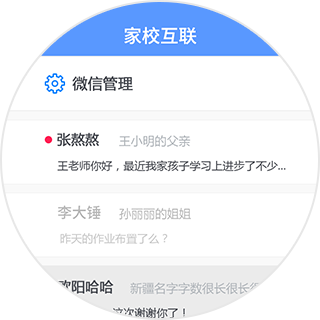 家校互联
微信管理
张熬熬 王小明的父亲
王老师你好，最近我家孩子学习上进步了不少...
李大锤 孙丽丽的姐姐
昨天的作业布置了么？
欧阳哈哈 新疆名字字数很长很长很
这次谢谢你了！